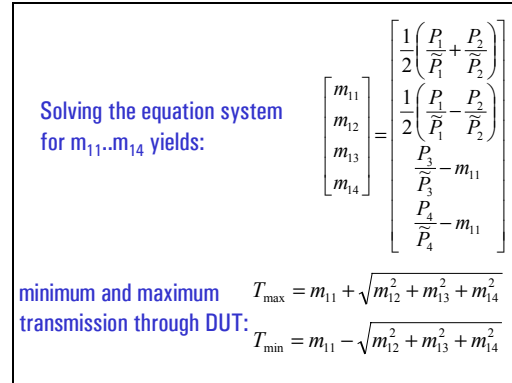 Solving the equation system
for m₁₁..m₁₄ yields:
[m₁₁; m₁₂; m₁₃; m₁₄] = [1/2 (P₁/P̃₁ + P₂/P̃₂); 1/2 (P₁/P̃₁ − P₂/P̃₂); P₃/P̃₃ − m₁₁; P₄/P̃₄ − m₁₁]
minimum and maximum
transmission through DUT:
T_max = m₁₁ + √(m₁₂² + m₁₃² + m₁₄²)
T_min = m₁₁ − √(m₁₂² + m₁₃² + m₁₄²)